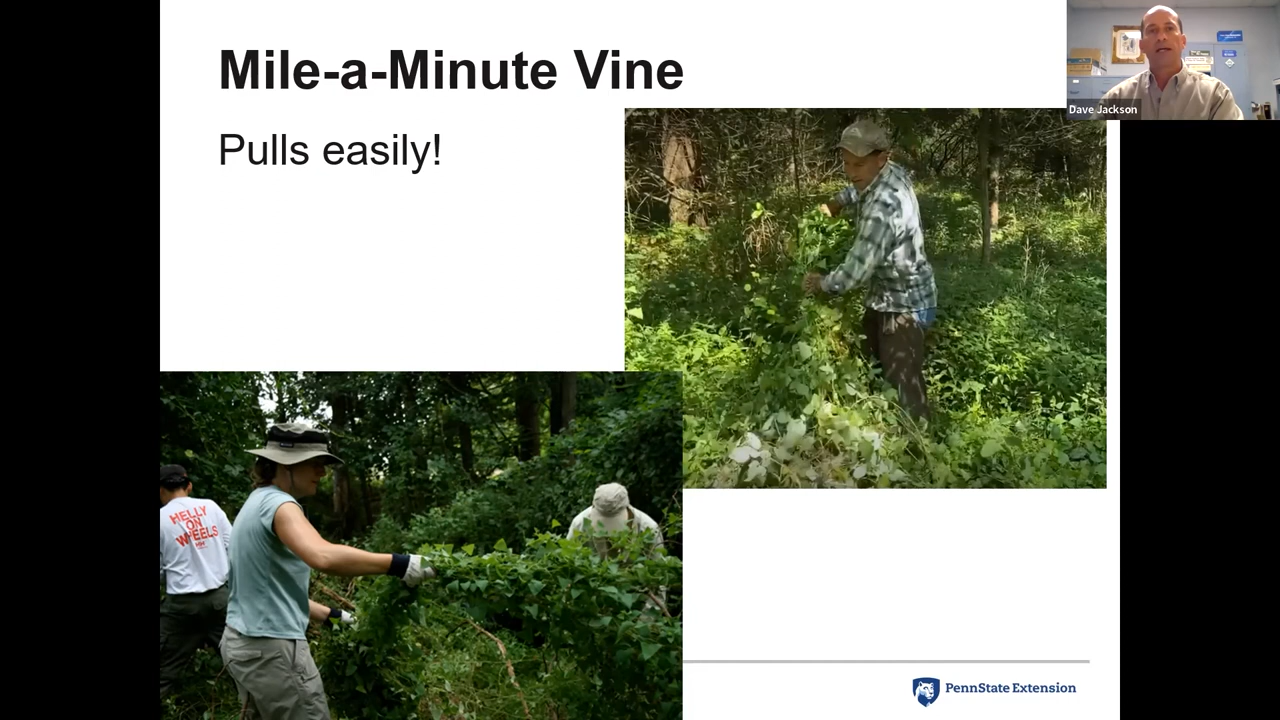 Mile-a-Minute Vine
Dave Jackson
Pulls easily!
HELLY
ON
WHEELS
PennState Extension